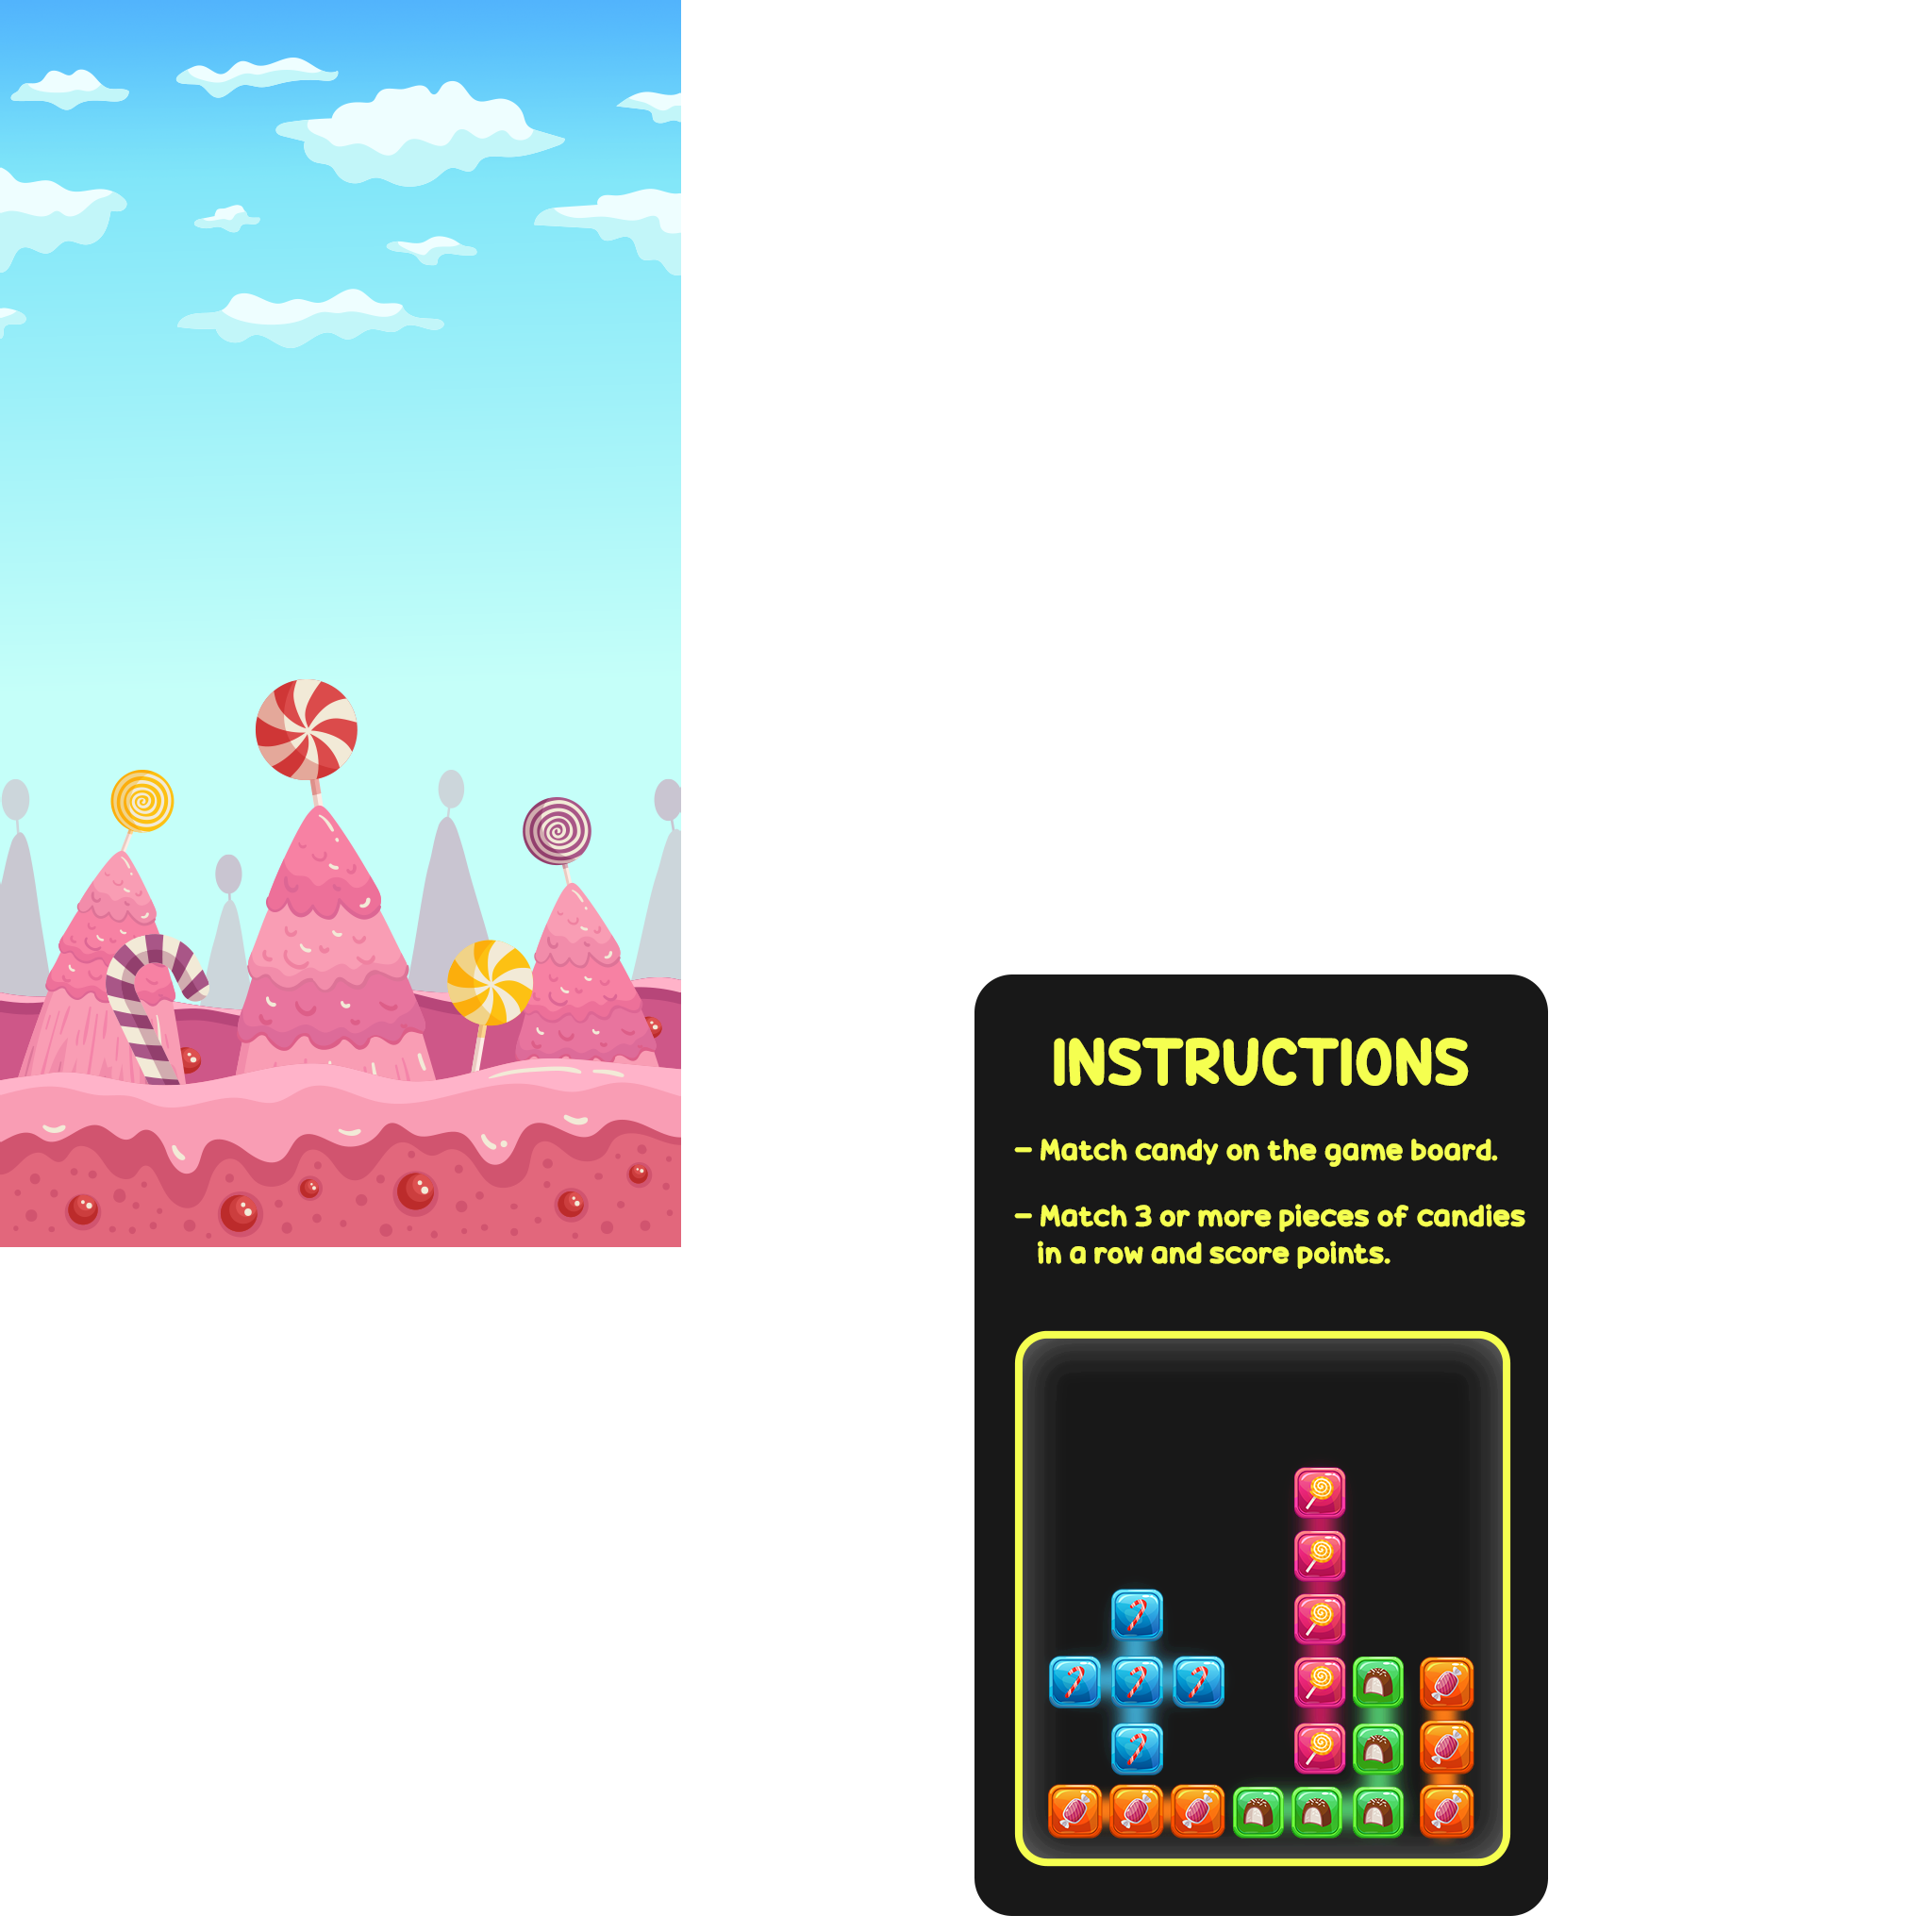 INSTRUCTIONS
- Match candy on the game board.
- Match 3 or more pieces of candies
in a row and score points.